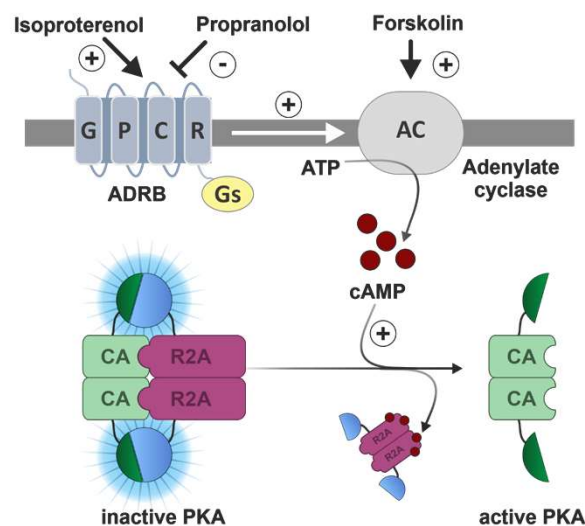 Isoproterenol
Propranolol
Forskolin
+
-
+
G P C R
+
AC
ADRB
Gs
ATP
Adenylate
cyclase
cAMP
+
CA R2A
CA R2A
CA
CA
R2A
R2A
inactive PKA
active PKA